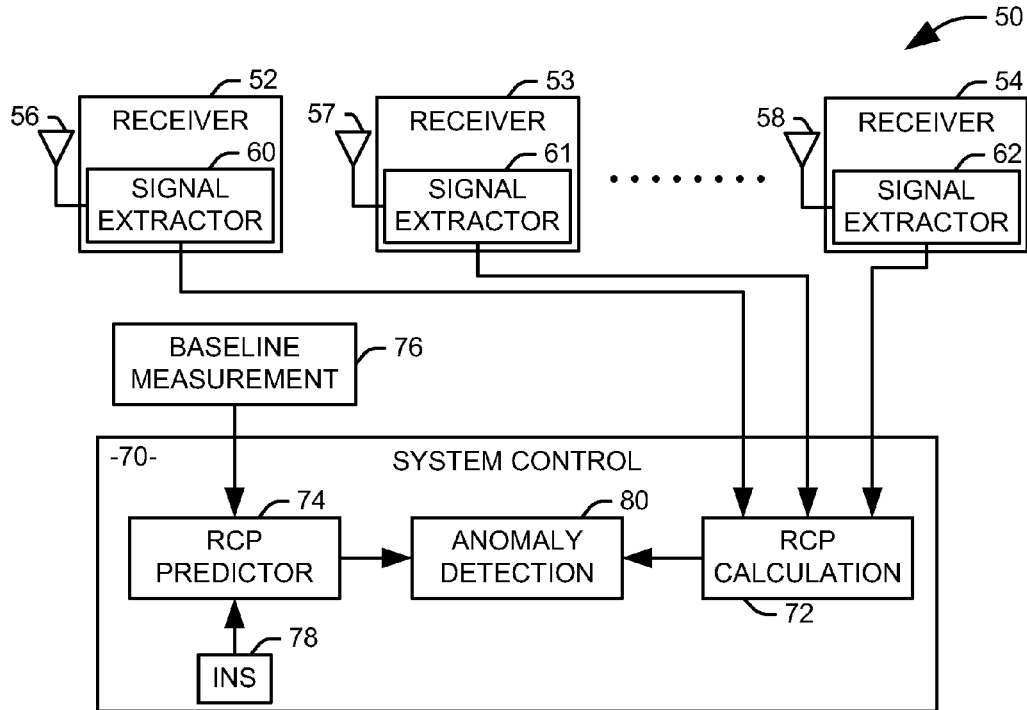 50
52
53
54
56
RECEIVER
57
RECEIVER
58
RECEIVER
60
61
62
SIGNAL
EXTRACTOR
SIGNAL
EXTRACTOR
SIGNAL
EXTRACTOR
BASELINE
MEASUREMENT
76
-70-
SYSTEM CONTROL
74
80
RCP
PREDICTOR
ANOMALY
DETECTION
RCP
CALCULATION
72
78
INS